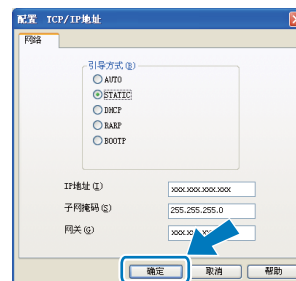 配置 TCP/IP地址
网络
引导方式(B)
AUTO
STATIC
DHCP
RARP
BOOTP
IP地址(I) xxx.xxx.xxx.xxx
子网掩码(S) 255.255.255.0
网关(G)
确定 取消 帮助